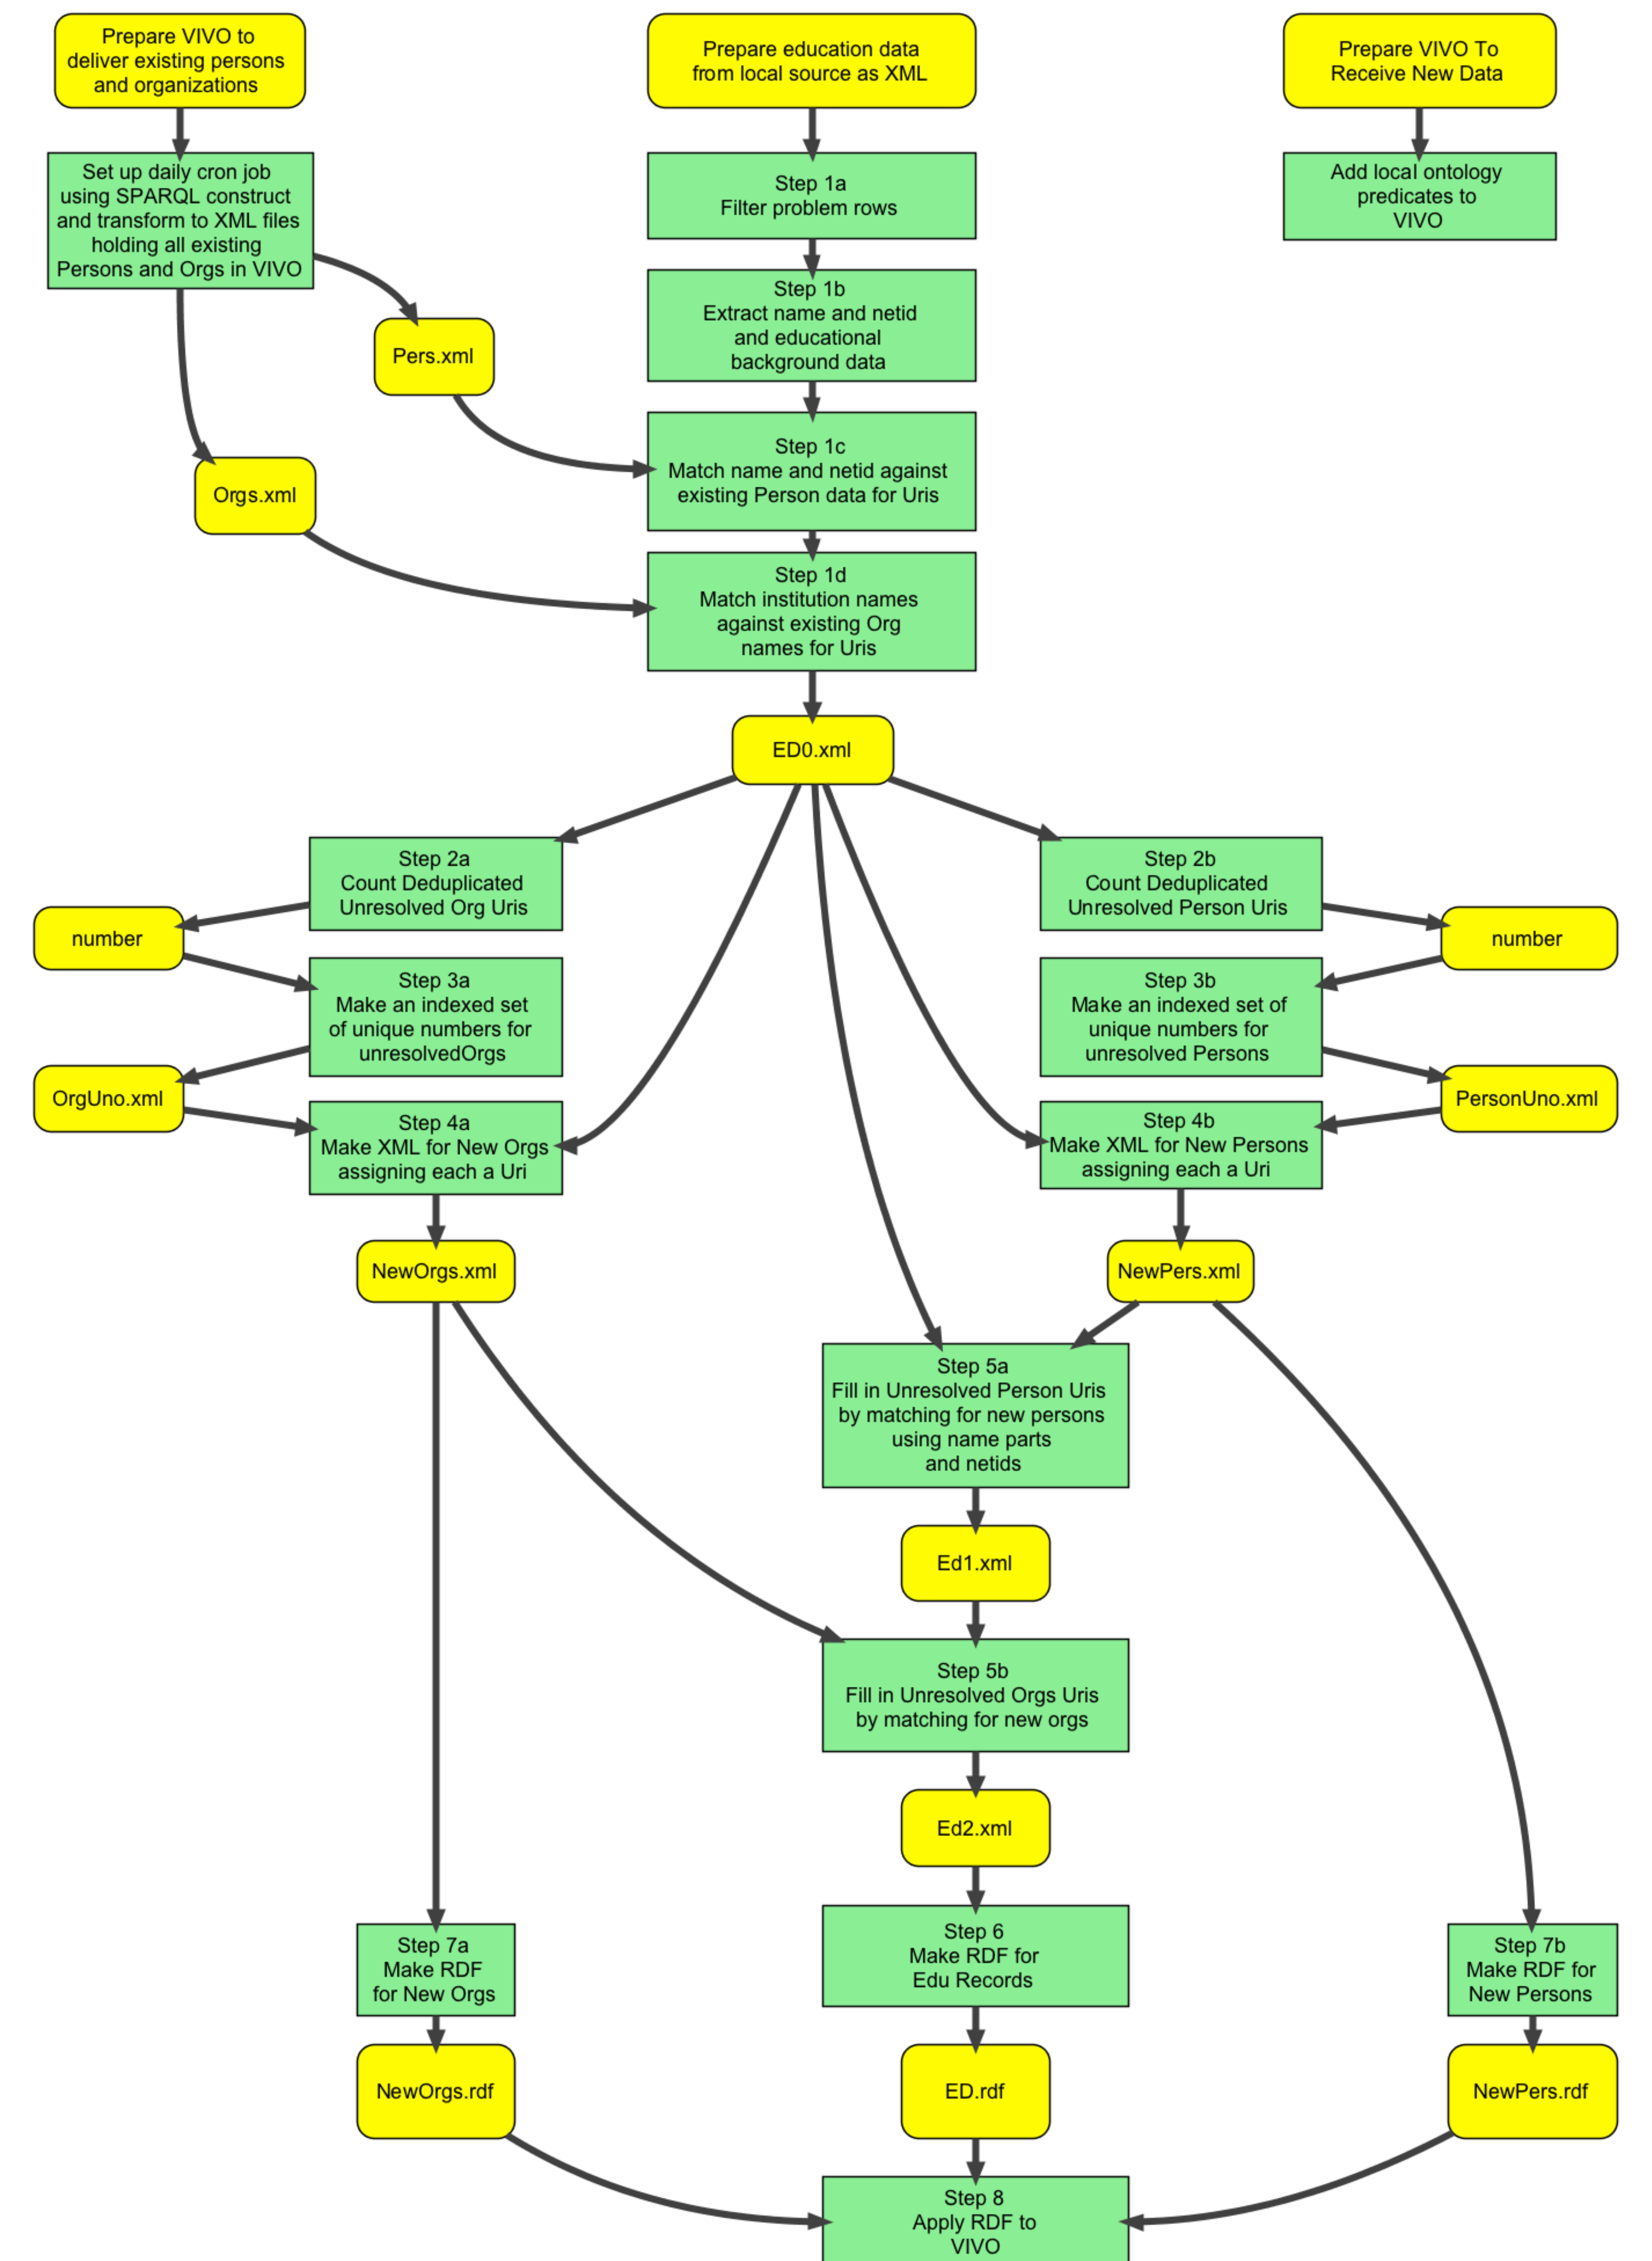 Prepare VIVO to
deliver existing persons
and organizations
Prepare education data
from local source as XML
Prepare VIVO To
Receive New Data
Set up daily cron job
using SPARQL construct
and transform to XML files
holding all existing
Persons and Orgs in VIVO
Step 1a
Filter problem rows
Add local ontology
predicates to
VIVO
Step 1b
Extract name and netid
and educational
background data
Pers.xml
Step 1c
Match name and netid against
existing Person data for Uris
Orgs.xml
Step 1d
Match institution names
against existing Org
names for Uris
ED0.xml
Step 2a
Count Deduplicated
Unresolved Org Uris
Step 2b
Count Deduplicated
Unresolved Person Uris
number
number
Step 3a
Make an indexed set
of unique numbers for
unresolvedOrgs
Step 3b
Make an indexed set of
unique numbers for
unresolved Persons
OrgUno.xml
PersonUno.xml
Step 4a
Make XML for New Orgs
assigning each a Uri
Step 4b
Make XML for New Persons
assigning each a Uri
NewOrgs.xml
NewPers.xml
Step 5a
Fill in Unresolved Person Uris
by matching for new persons
using name parts
and netids
Ed1.xml
Step 5b
Fill in Unresolved Orgs Uris
by matching for new orgs
Ed2.xml
Step 7a
Make RDF
for New Orgs
Step 6
Make RDF for
Edu Records
Step 7b
Make RDF for
New Persons
NewOrgs.rdf
ED.rdf
NewPers.rdf
Step 8
Apply RDF to
VIVO